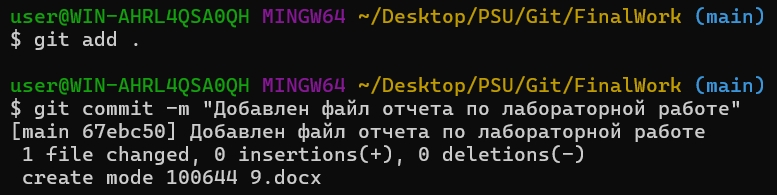 user@WIN-AHRL4QSA0QH MINGW64 ~/Desktop/PSU/Git/FinalWork (main)
$ git add .
user@WIN-AHRL4QSA0QH MINGW64 ~/Desktop/PSU/Git/FinalWork (main)
$ git commit -m "Добавлен файл отчета по лабораторной работе"
[main 67ebc50] Добавлен файл отчета по лабораторной работе
1 file changed, 0 insertions(+), 0 deletions(-)
create mode 100644 9.docx